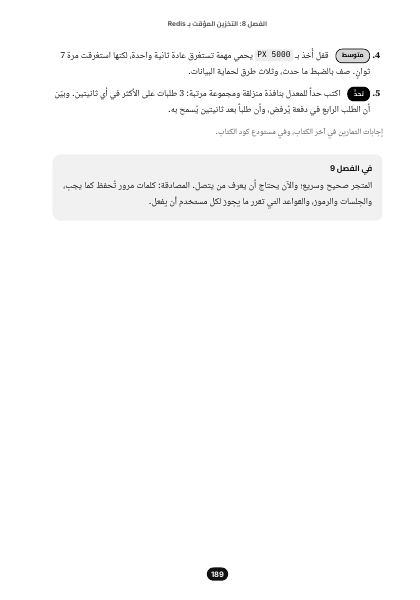 الفصل 8: التخزين المؤقت بـ Redis
4. متوسط قفل أُخذ بـ PX 5000 يحمي مهمة تستغرق عادة ثانية واحدة، لكنها استغرقت مرة 7
ثوانٍ. صف بالضبط ما حدث، وثلاث طرق لحماية البيانات.
5. تحدٍّ اكتب حداً للمعدل بنافذة منزلقة ومجموعة مرتبة: 3 طلبات على الأكثر في أي ثانيتين. وبيّن
أن الطلب الرابع في دفعة يُرفض، وأن طلباً بعد ثانيتين يُسمح به.
إجابات التمارين في آخر الكتاب، وفي مستودع كود الكتاب.
في الفصل 9
المتجر صحيح وسريع؛ والآن يحتاج أن يعرف من يتصل. المصادقة: كلمات مرور تُحفظ كما يجب،
والجلسات والرموز، والقواعد التي تقرر ما يجوز لكل مستخدم أن يفعل.
189